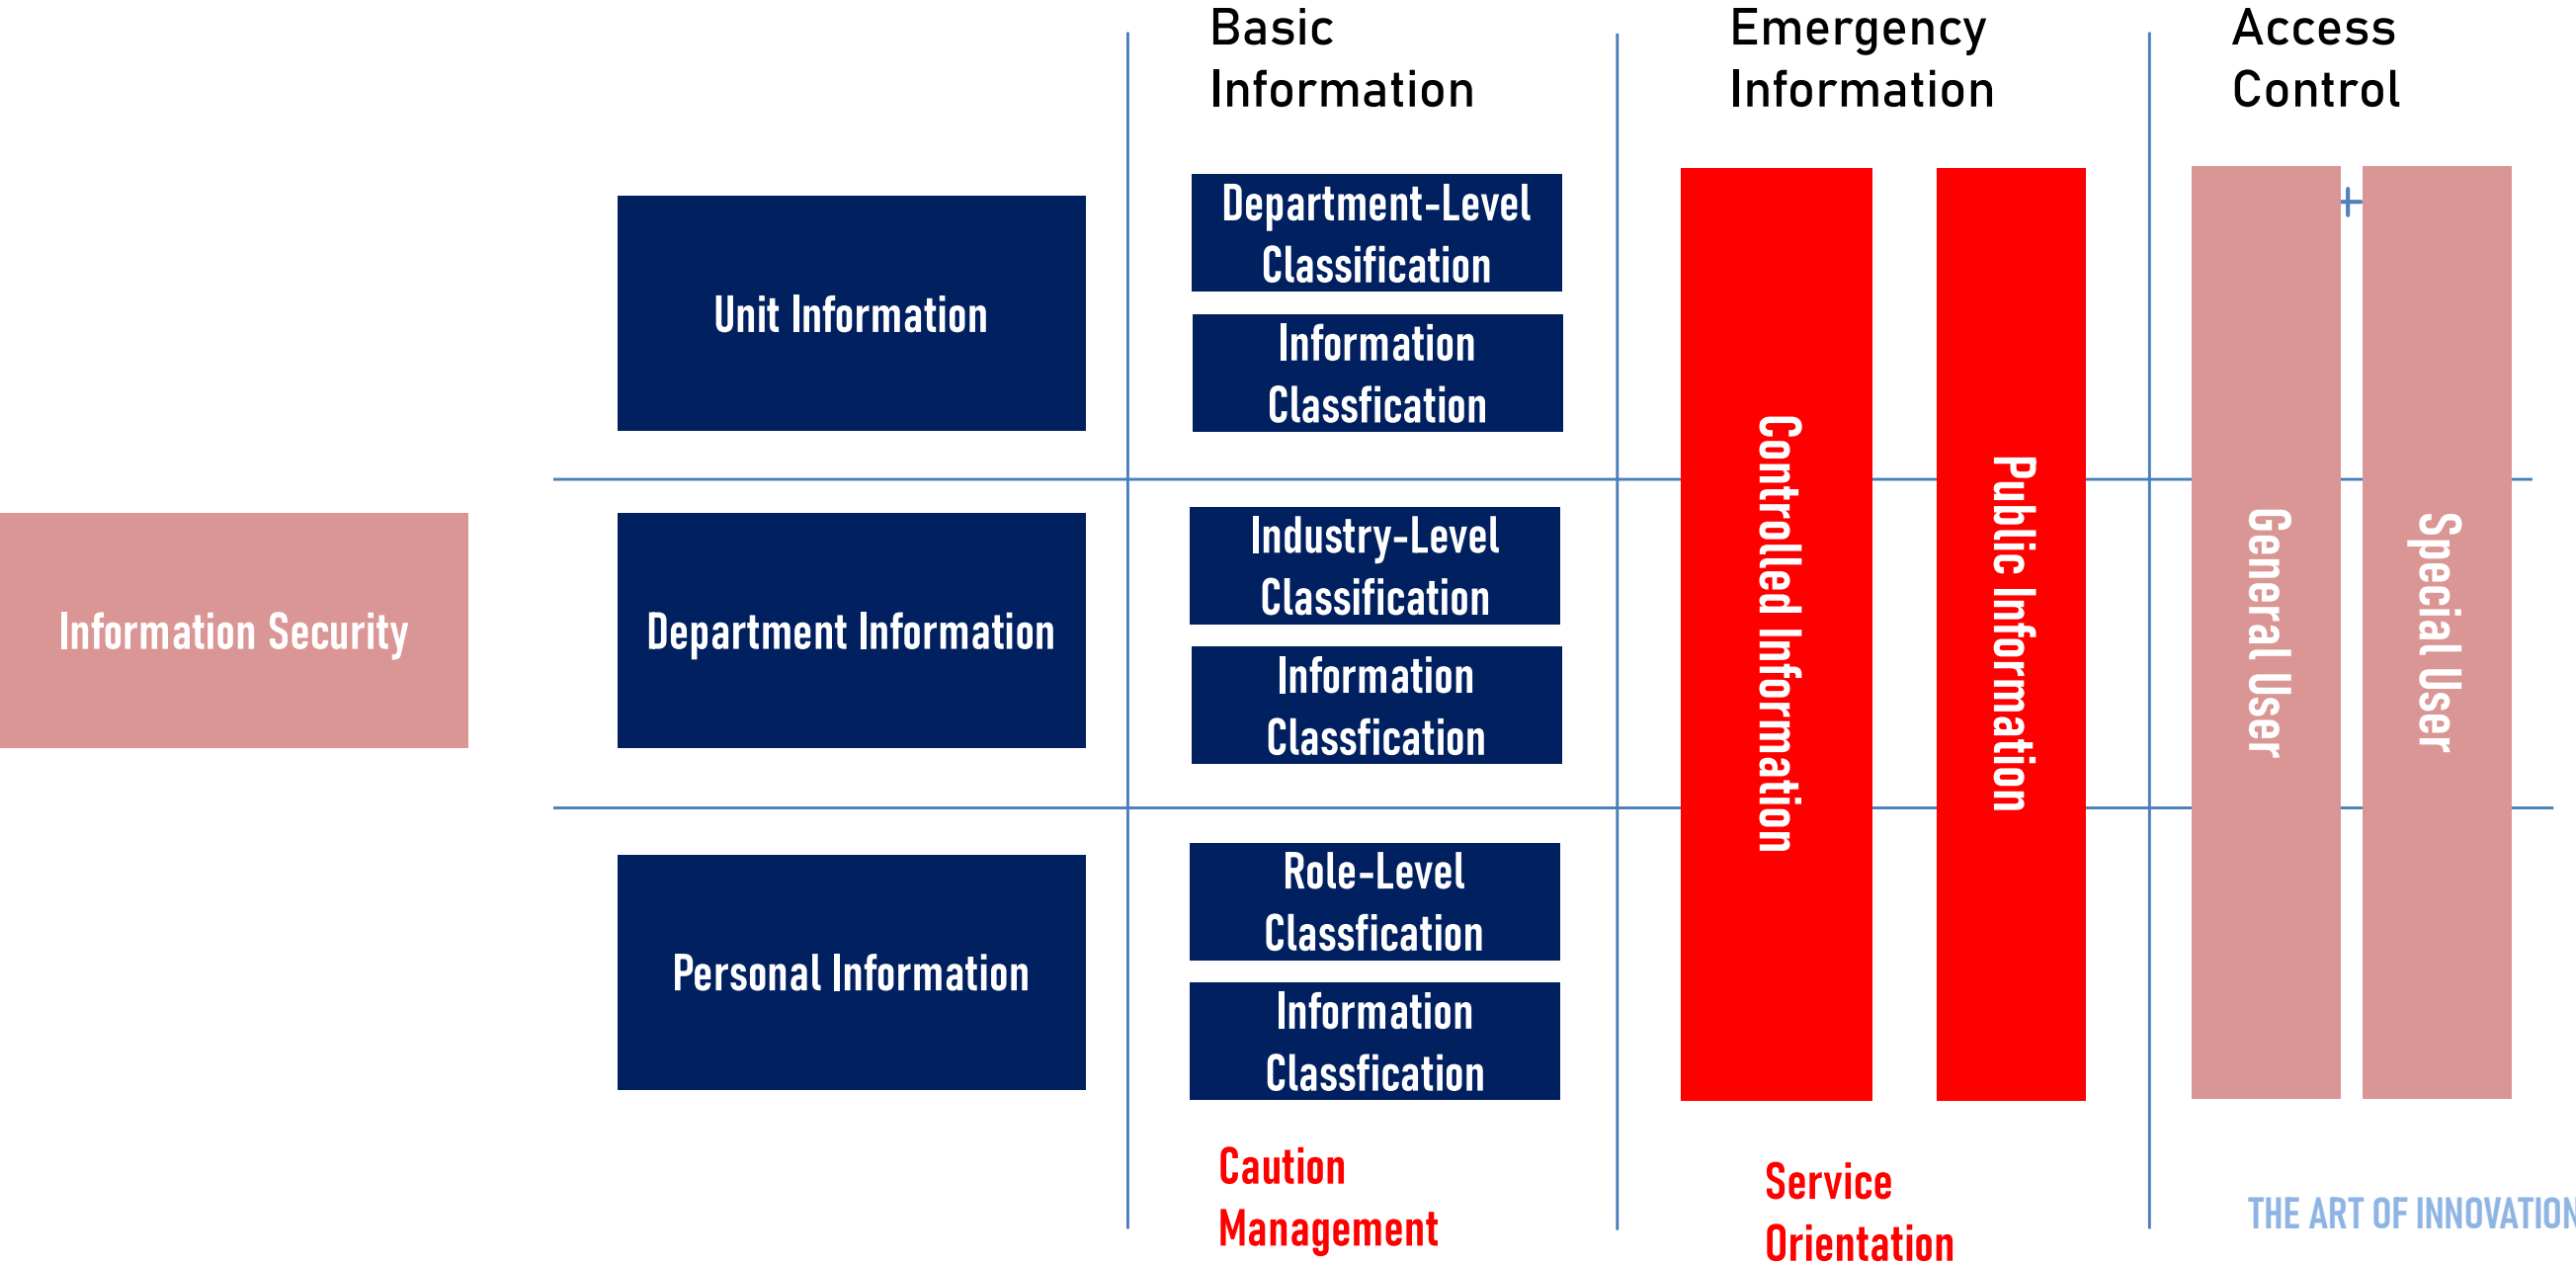 Basic
Information
Emergency
Information
Access
Control
Department-Level
Classification
Unit Information
Information
Classfication
Controlled Information
Public Information
General User
Special User
Industry-Level
Classification
Information Security
Department Information
Information
Classfication
Role-Level
Classfication
Personal Information
Information
Classfication
Caution
Management
Service
Orientation
THE ART OF INNOVATION